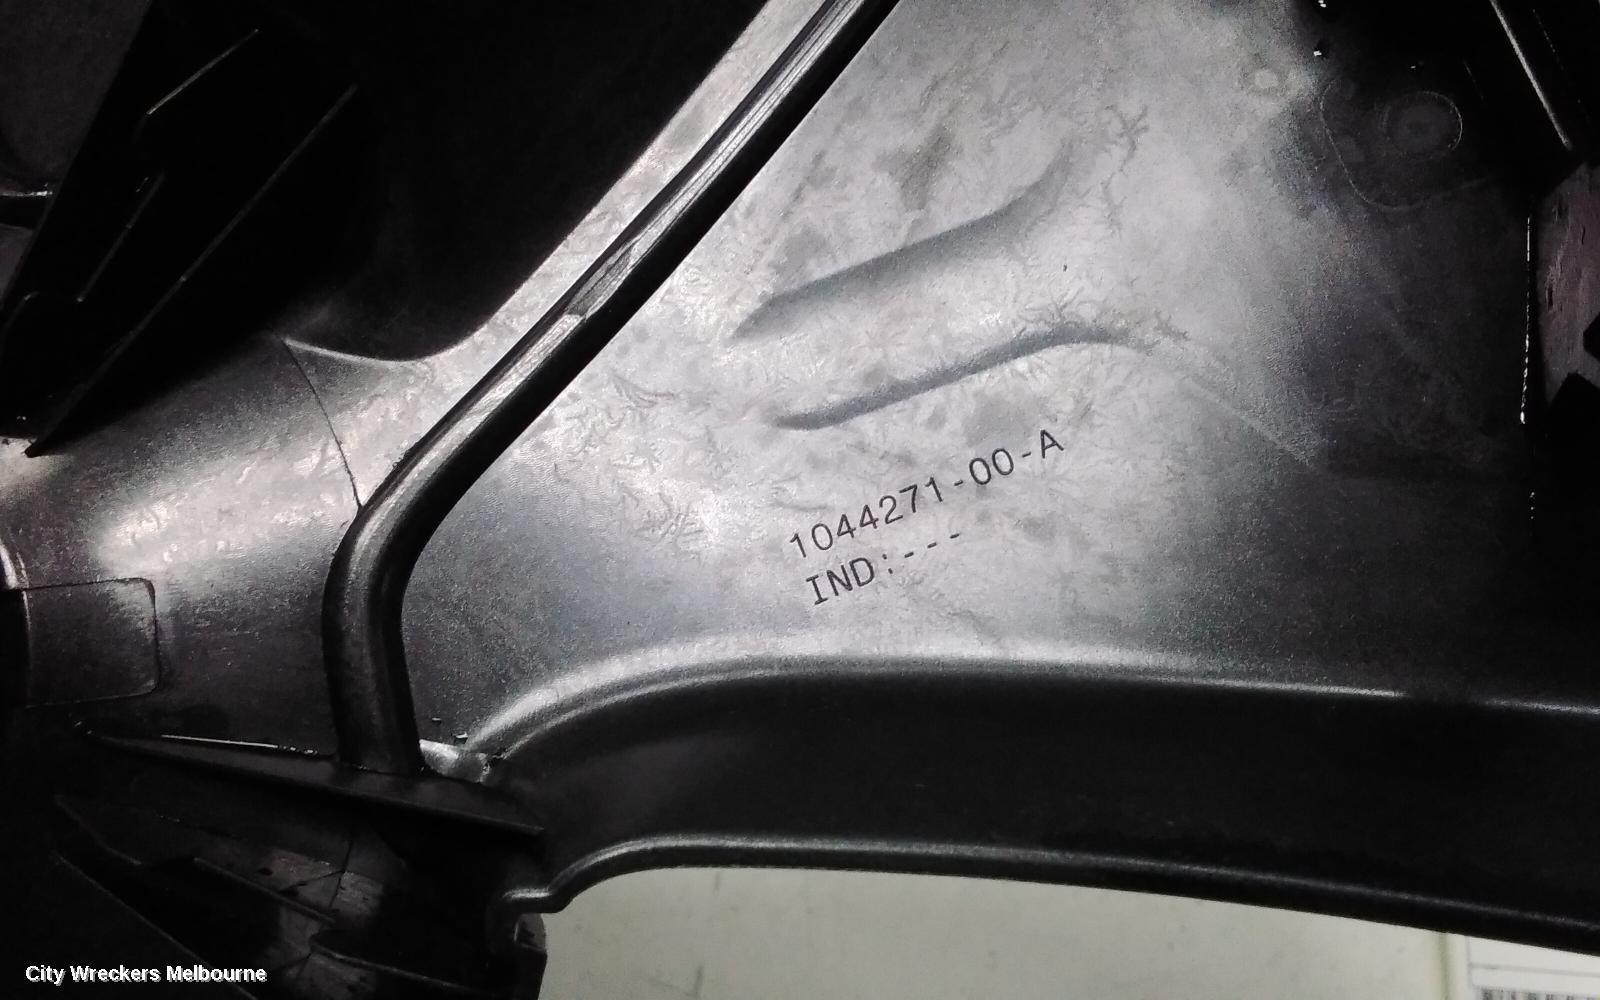 1044271-00-A
IND:---
City Wreckers Melbourne